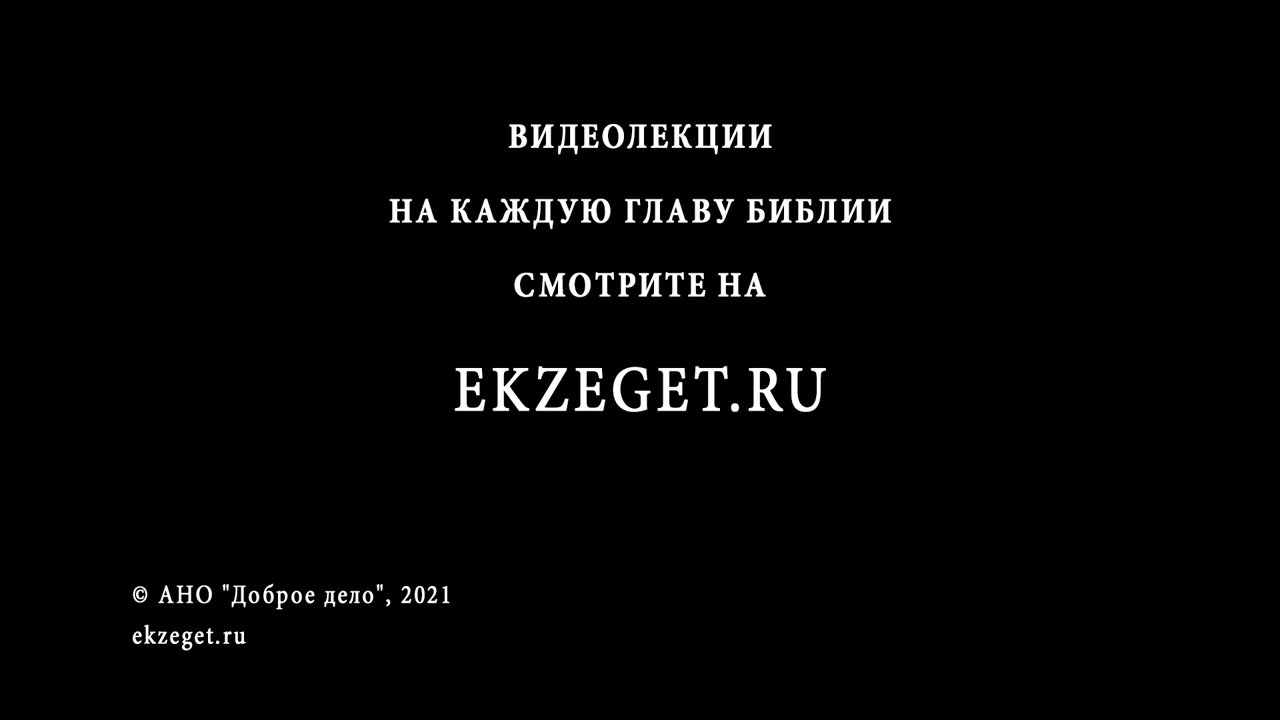 ВИДЕОЛЕКЦИИ
НА КАЖДУЮ ГЛАВУ БИБЛИИ
СМОТРИТЕ НА
EKZEGET.RU
© АНО "Доброе дело", 2021
ekzeget.ru